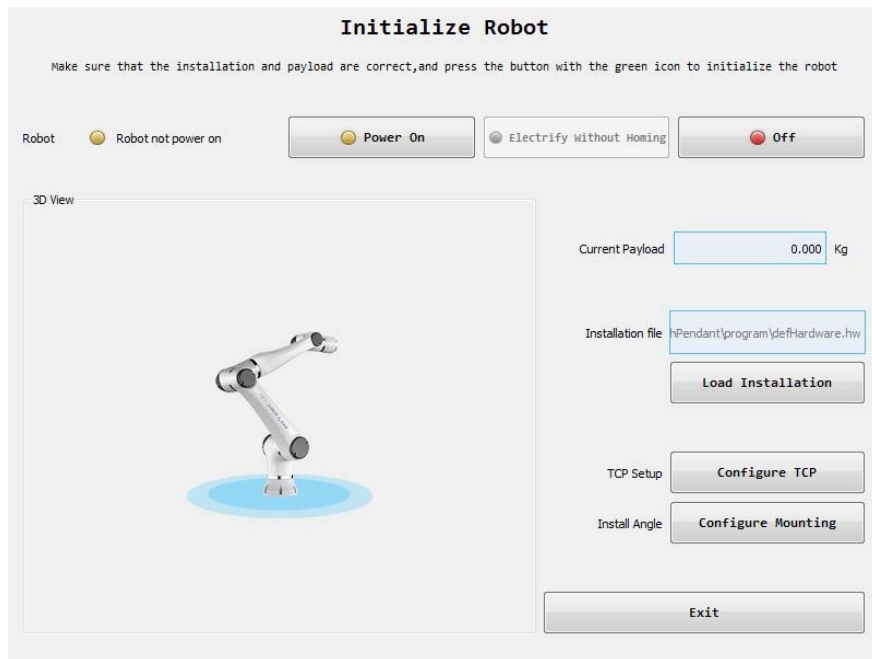 Initialize Robot
Make sure that the installation and payload are correct,and press the button with the green icon to initialize the robot
Robot Robot not power on Power On Electrify Without Homing Off
3D View
Current Payload 0.000 Kg
Installation file hPendant\program\defHardware.hw
Load Installation
TCP Setup Configure TCP
Install Angle Configure Mounting
Exit